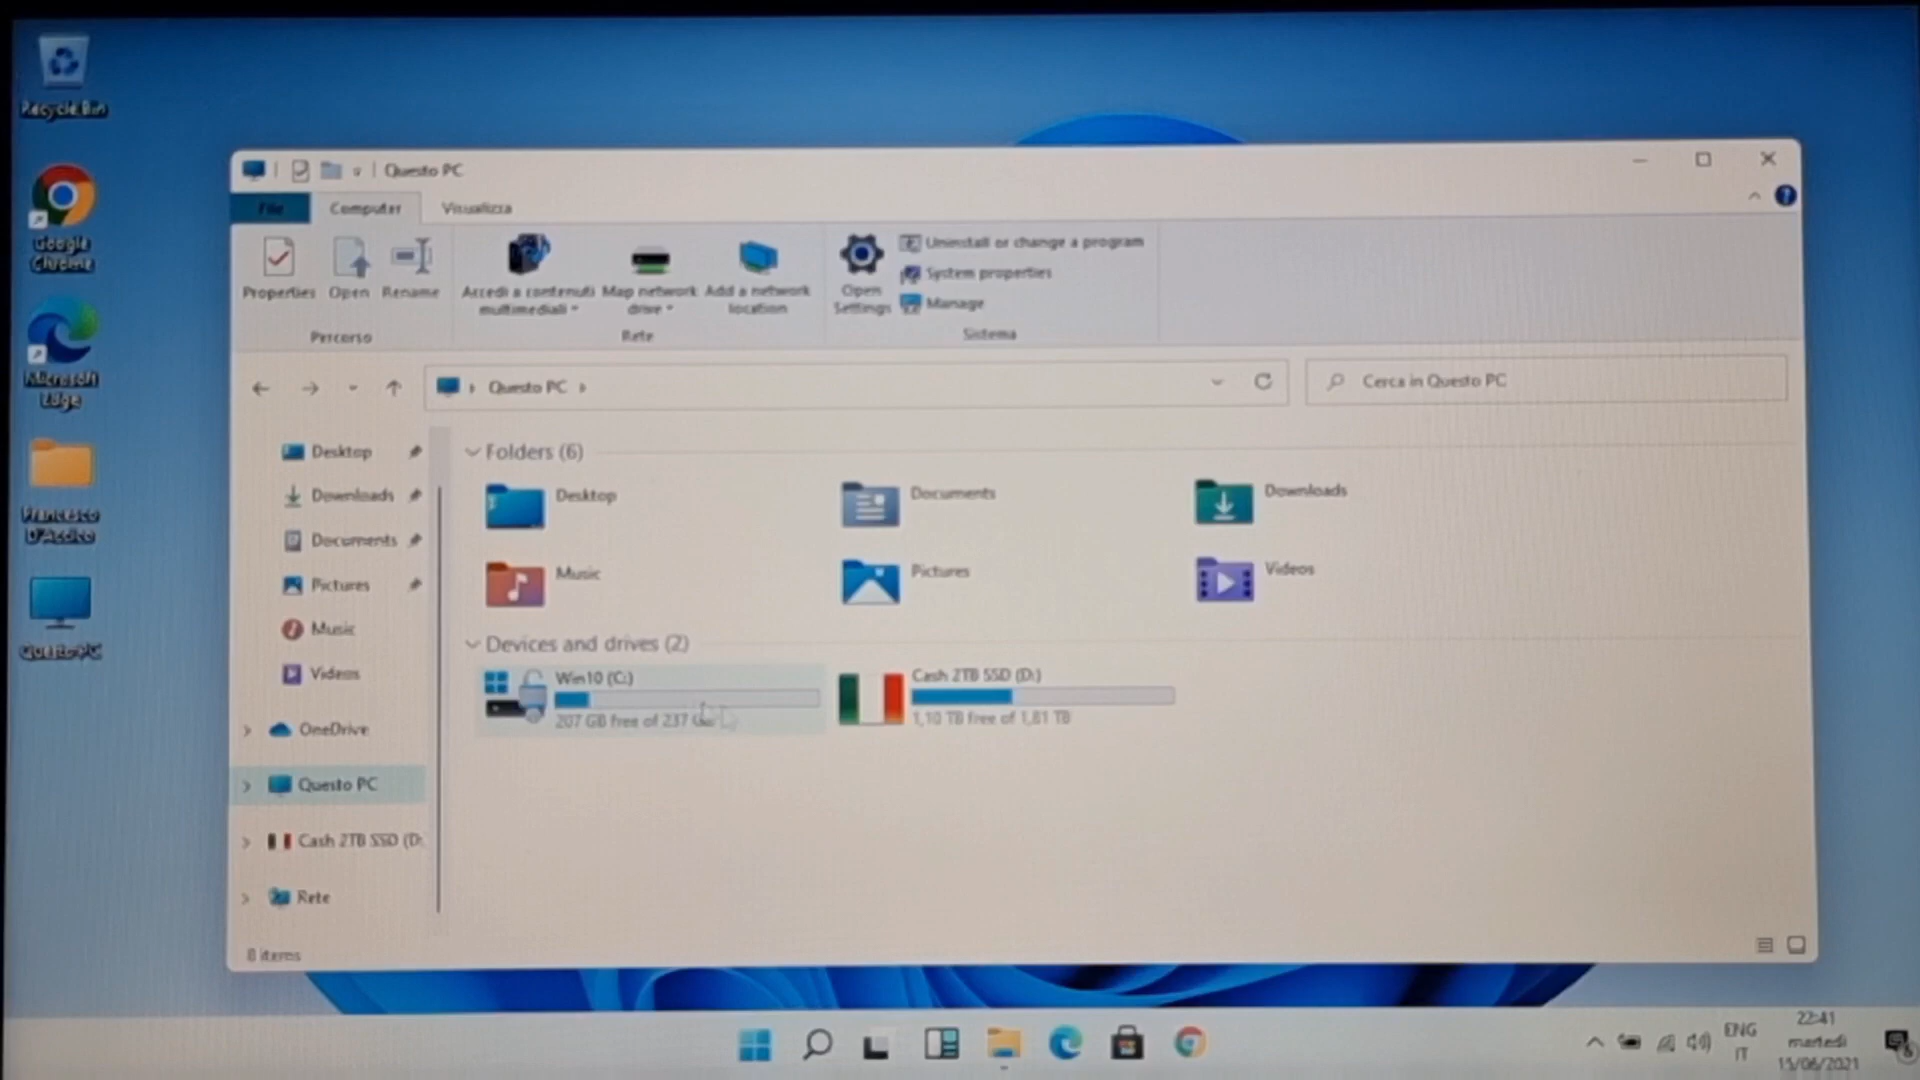 Recycle Bin
Google
Chrome
Microsoft
Edge
Francesco
D'Aldico
Questo PC
Questo PC
File
Computer
Visualizza
Properties
Open
Rename
Percorso
Accedi a contenuti
multimediali
Map network
drive
Add a network
location
Rete
Open
Settings
Uninstall or change a program
System properties
Manage
Sistema
Questo PC
Cerca in Questo PC
Desktop
Downloads
Documents
Pictures
Music
Videos
OneDrive
Questo PC
Cash 2TB SSD (D:
Rete
Folders (6)
Desktop
Documents
Downloads
Music
Pictures
Videos
Devices and drives (2)
Win10 (C:)
207 GB free of 237
Cash 2TB SSD (D:)
1,10 TB free of 1,81 TB
8 items
ENG
IT
22:41
martedì
15/06/2021